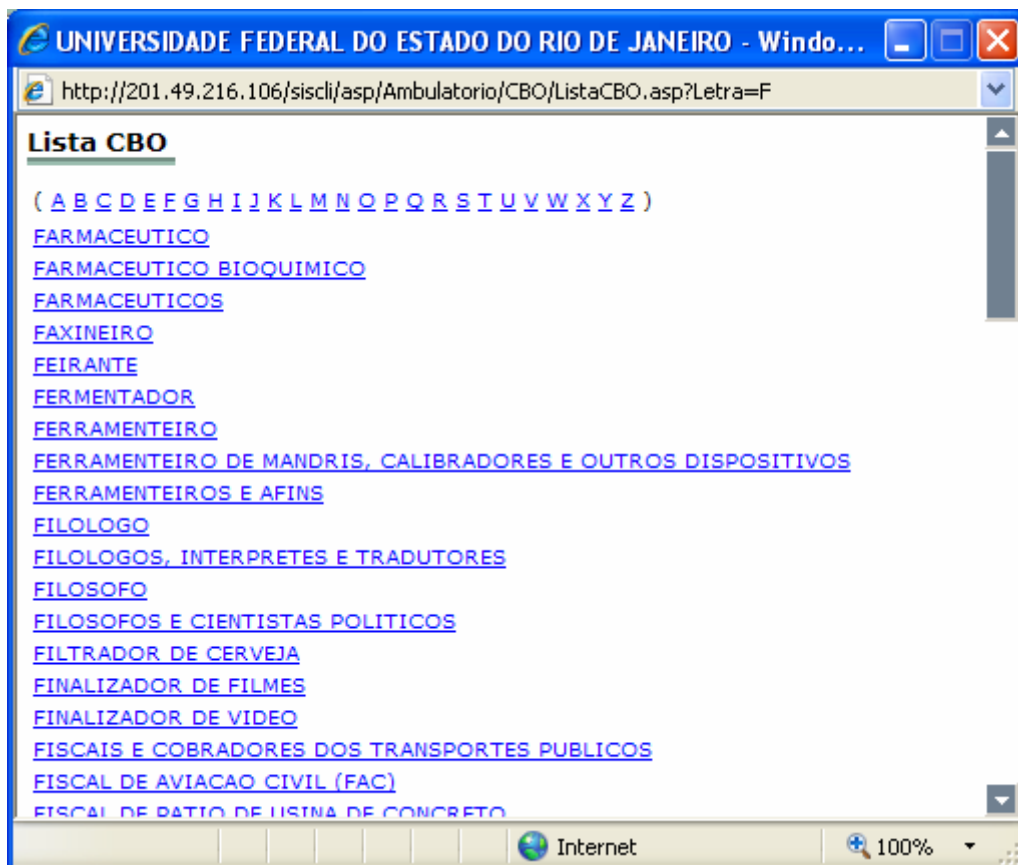 UNIVERSIDADE FEDERAL DO ESTADO DO RIO DE JANEIRO - Windo...
http://201.49.216.106/siscli/asp/Ambulatorio/CBO/ListaCBO.asp?Letra=F
Lista CBO
( A B C D E F G H I J K L M N O P Q R S T U V W X Y Z )
FARMACEUTICO
FARMACEUTICO BIOQUIMICO
FARMACEUTICOS
FAXINEIRO
FEIRANTE
FERMENTADOR
FERRAMENTEIRO
FERRAMENTEIRO DE MANDRIS, CALIBRADORES E OUTROS DISPOSITIVOS
FERRAMENTEIROS E AFINS
FILOLOGO
FILOLOGOS, INTERPRETES E TRADUTORES
FILOSOFO
FILOSOFOS E CIENTISTAS POLITICOS
FILTRADOR DE CERVEJA
FINALIZADOR DE FILMES
FINALIZADOR DE VIDEO
FISCAIS E COBRADORES DOS TRANSPORTES PUBLICOS
FISCAL DE AVIACAO CIVIL (FAC)
FISCAL DE PATIO DE USINA DE CONCRETO
Internet
100%